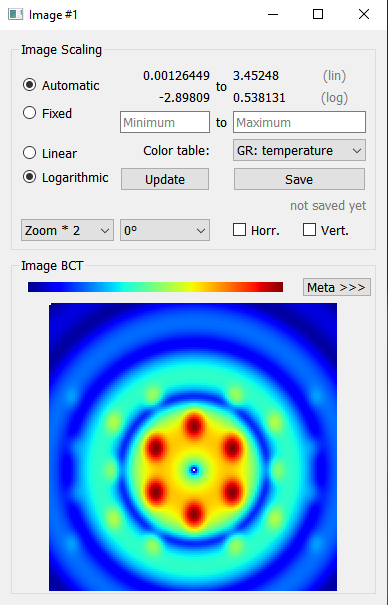 Image #1
Image Scaling
Automatic
0.00126449 to 3.45248 (lin)
-2.89809 0.538131 (log)
Fixed
Minimum to Maximum
Linear
Color table: GR: temperature
Logarithmic
Update Save
not saved yet
Zoom * 2 0º Horr. Vert.
Image BCT
Meta >>>